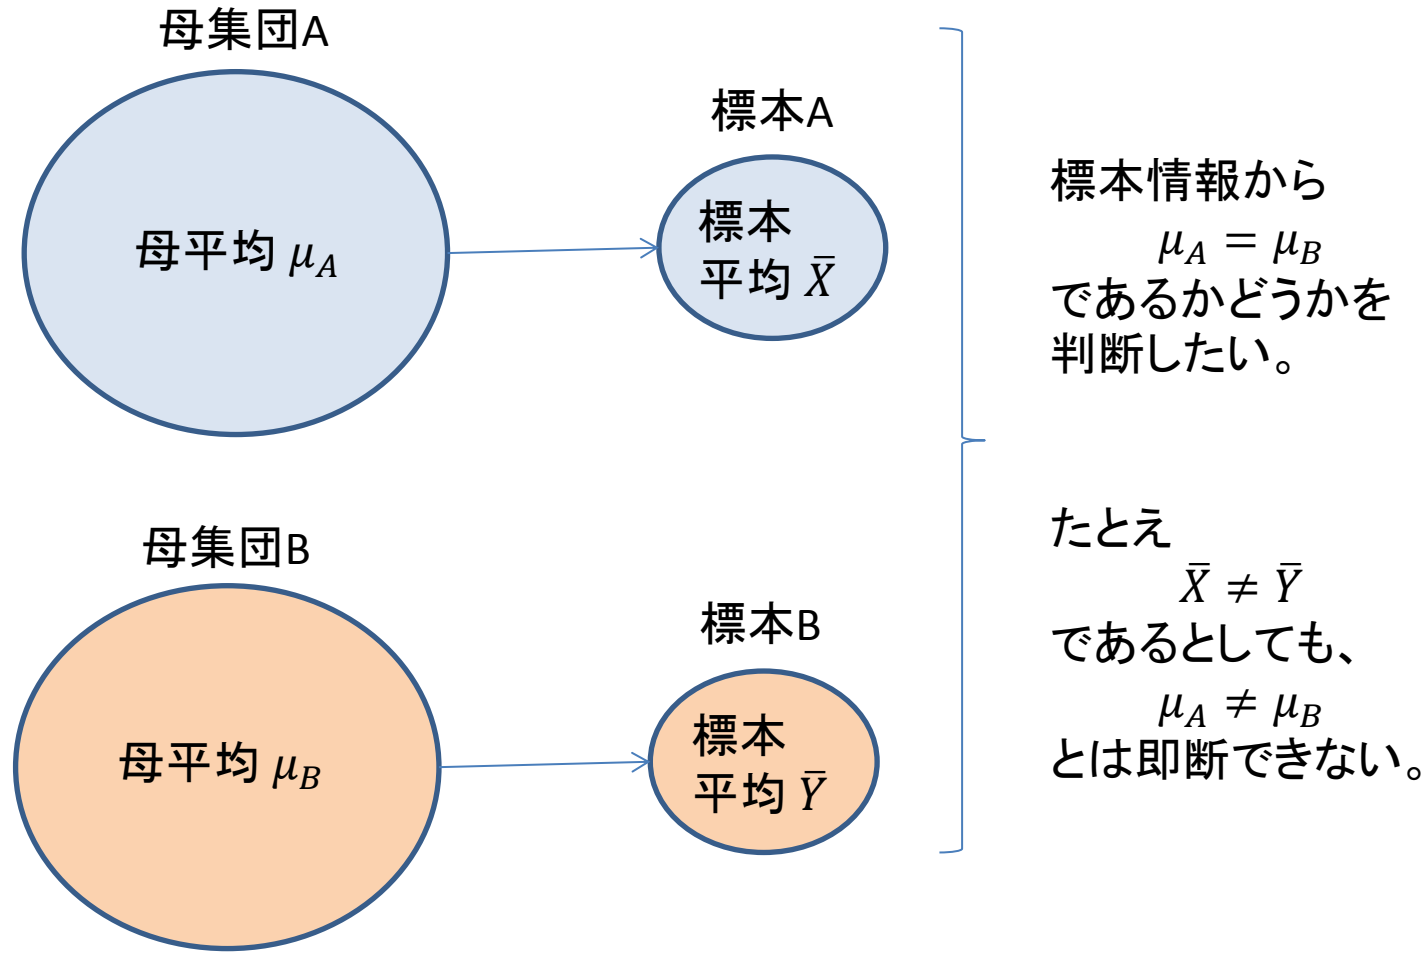 母集団A
母平均 μ_A
標本A
標本
平均 X̄
母集団B
母平均 μ_B
標本B
標本
平均 Ȳ
標本情報から
μ_A = μ_B
であるかどうかを
判断したい。
たとえ
X̄ ≠ Ȳ
であるとしても、
μ_A ≠ μ_B
とは即断できない。